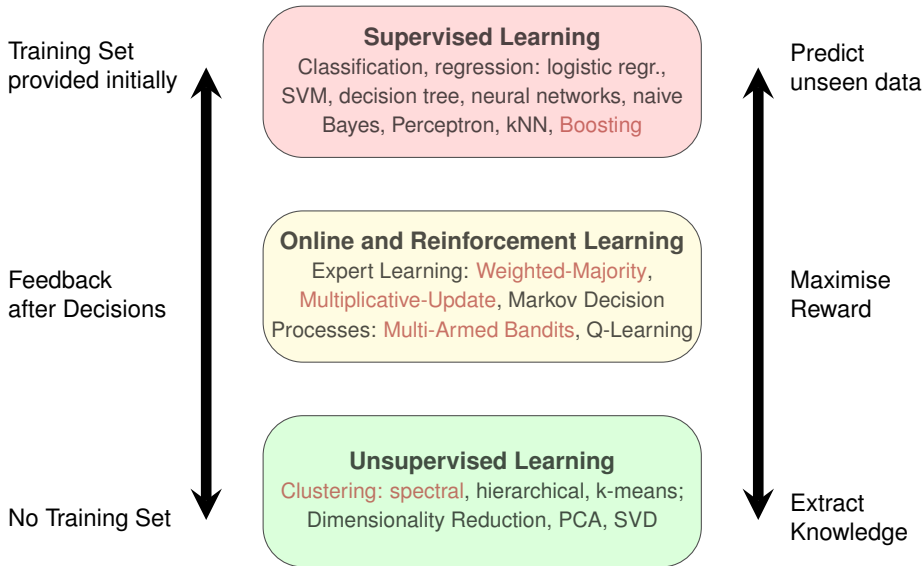 Training Set
provided initially
Supervised Learning
Classification, regression: logistic regr.,
SVM, decision tree, neural networks, naive
Bayes, Perceptron, kNN, Boosting
Predict
unseen data
Feedback
after Decisions
Online and Reinforcement Learning
Expert Learning: Weighted-Majority,
Multiplicative-Update, Markov Decision
Processes: Multi-Armed Bandits, Q-Learning
Maximise
Reward
No Training Set
Unsupervised Learning
Clustering: spectral, hierarchical, k-means;
Dimensionality Reduction, PCA, SVD
Extract
Knowledge